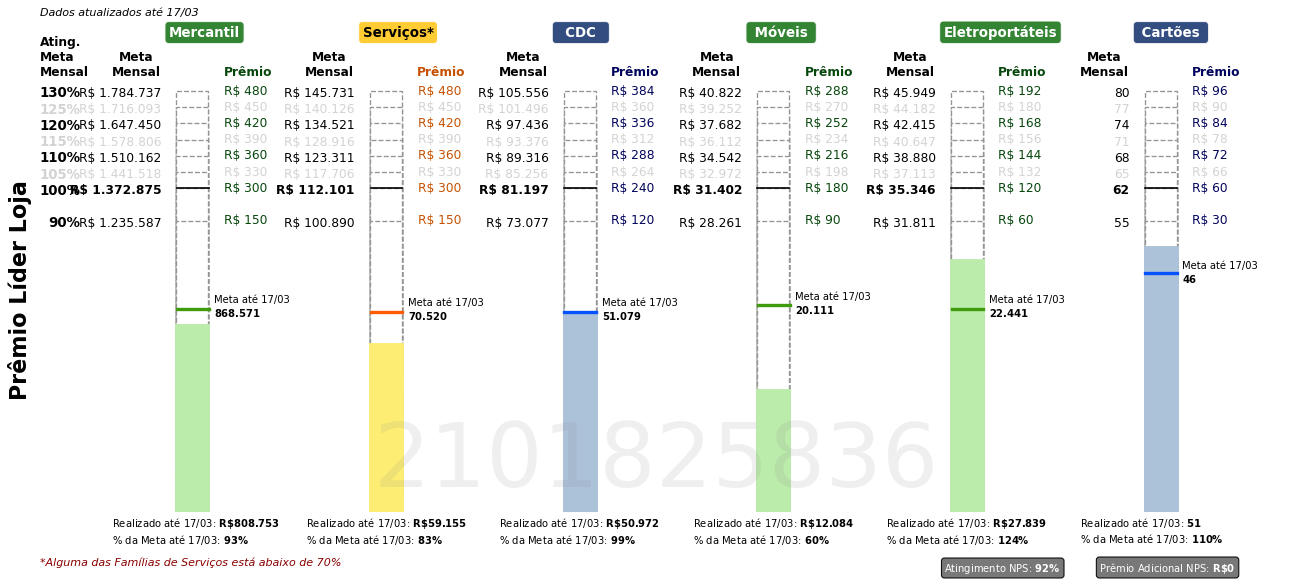 Dados atualizados até 17/03
Mercantil Serviços* CDC Móveis Eletroportáteis Cartões
Ating. Meta Mensal Meta Mensal Prêmio Meta Mensal Prêmio Meta Mensal Prêmio Meta Mensal Prêmio Meta Mensal Prêmio Meta Mensal Prêmio
130% R$ 1.784.737 R$ 480 R$ 145.731 R$ 480 R$ 105.556 R$ 384 R$ 40.822 R$ 288 R$ 45.949 R$ 192 80 R$ 96
125% R$ 1.716.093 R$ 450 R$ 140.126 R$ 450 R$ 101.496 R$ 360 R$ 39.252 R$ 270 R$ 44.182 R$ 180 77 R$ 90
120% R$ 1.647.450 R$ 420 R$ 134.521 R$ 420 R$ 97.436 R$ 336 R$ 37.682 R$ 252 R$ 42.415 R$ 168 74 R$ 84
115% R$ 1.578.806 R$ 390 R$ 128.916 R$ 390 R$ 93.376 R$ 312 R$ 36.112 R$ 234 R$ 40.647 R$ 156 71 R$ 78
110% R$ 1.510.162 R$ 360 R$ 123.311 R$ 360 R$ 89.316 R$ 288 R$ 34.542 R$ 216 R$ 38.880 R$ 144 68 R$ 72
105% R$ 1.441.518 R$ 330 R$ 117.706 R$ 330 R$ 85.256 R$ 264 R$ 32.972 R$ 198 R$ 37.113 R$ 132 65 R$ 66
100% R$ 1.372.875 R$ 300 R$ 112.101 R$ 300 R$ 81.197 R$ 240 R$ 31.402 R$ 180 R$ 35.346 R$ 120 62 R$ 60
90% R$ 1.235.587 R$ 150 R$ 100.890 R$ 150 R$ 73.077 R$ 120 R$ 28.261 R$ 90 R$ 31.811 R$ 60 55 R$ 30
Prêmio Líder Loja
Meta até 17/03 Meta até 17/03 Meta até 17/03 Meta até 17/03 Meta até 17/03 Meta até 17/03
868.571 70.520 51.079 20.111 22.441 46
2101825836
Realizado até 17/03: R$808.753 Realizado até 17/03: R$59.155 Realizado até 17/03: R$50.972 Realizado até 17/03: R$12.084 Realizado até 17/03: R$27.839 Realizado até 17/03: 51
% da Meta até 17/03: 93% % da Meta até 17/03: 83% % da Meta até 17/03: 99% % da Meta até 17/03: 60% % da Meta até 17/03: 124% % da Meta até 17/03: 110%
*Alguma das Famílias de Serviços está abaixo de 70% Atingimento NPS: 92% Prêmio Adicional NPS: R$0